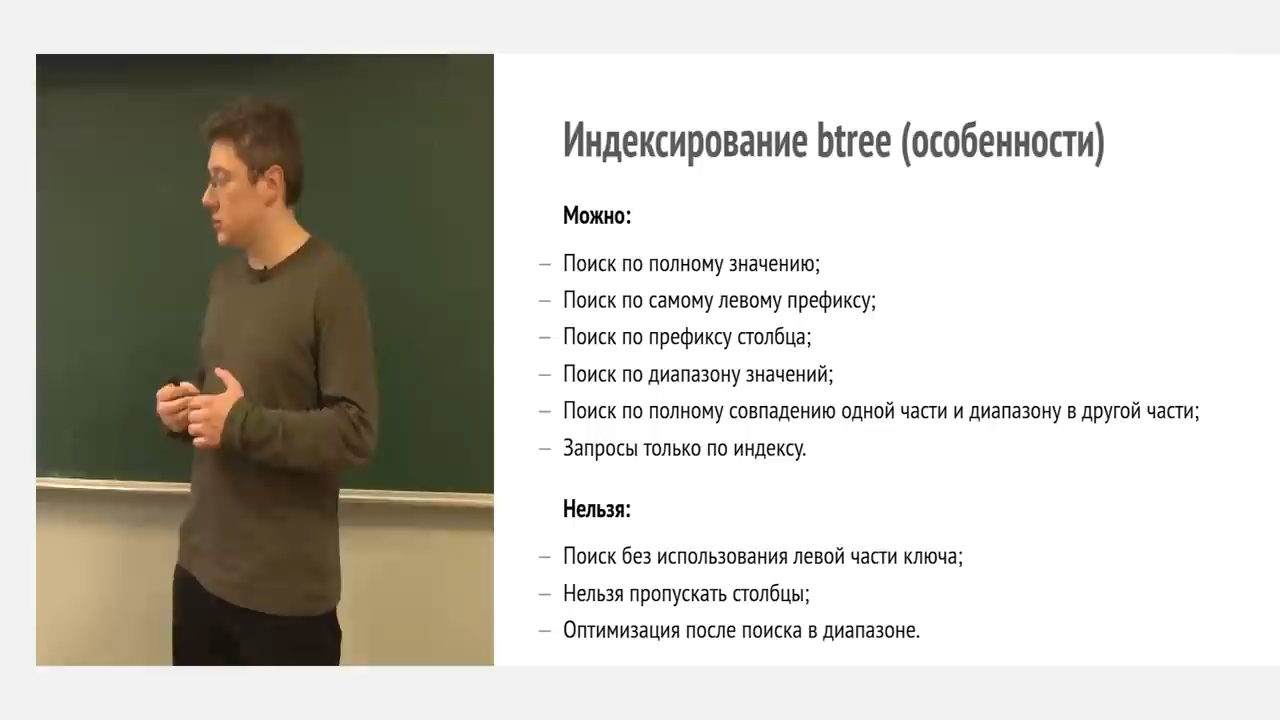 Индексирование btree (особенности)
Можно:
– Поиск по полному значению;
– Поиск по самому левому префиксу;
– Поиск по префиксу столбца;
– Поиск по диапазону значений;
– Поиск по полному совпадению одной части и диапазону в другой части;
– Запросы только по индексу.
Нельзя:
– Поиск без использования левой части ключа;
– Нельзя пропускать столбцы;
– Оптимизация после поиска в диапазоне.